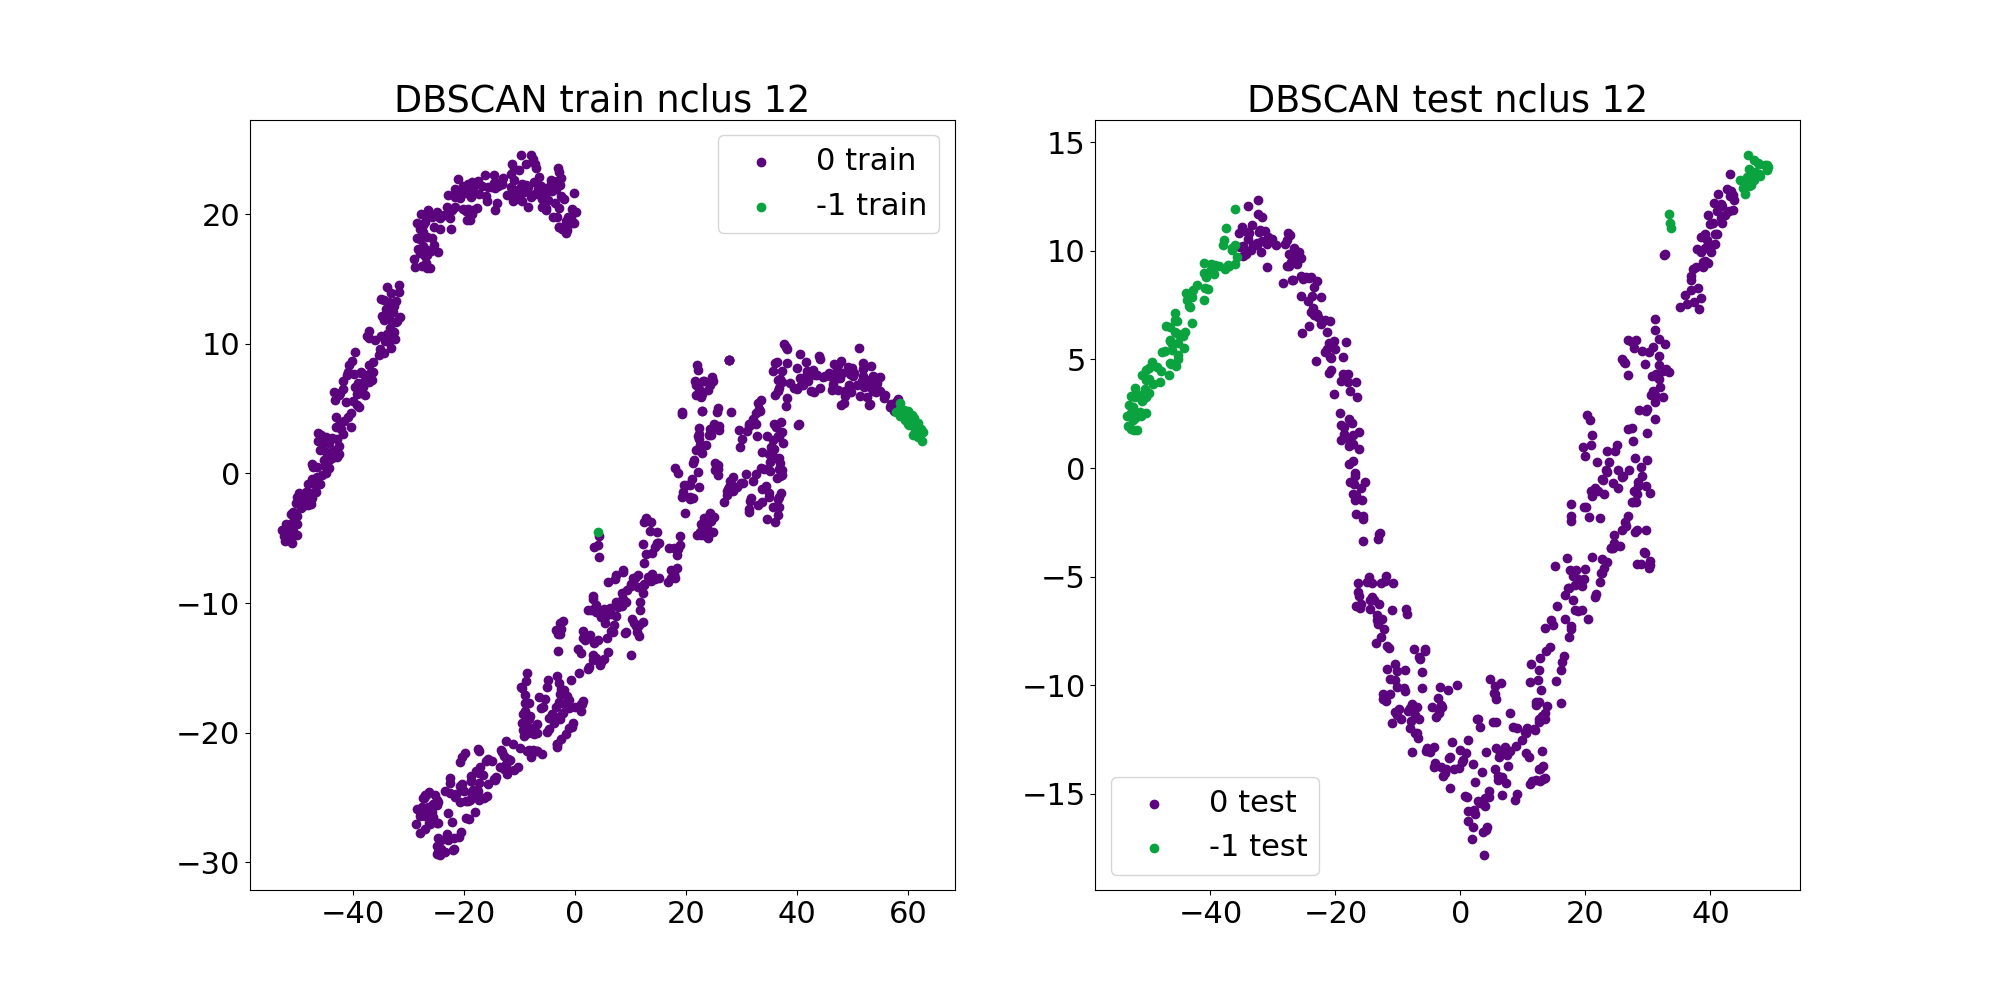 DBSCAN train nclus 12
0 train
-1 train
20
10
0
−10
−20
−30
−40 −20 0 20 40 60
DBSCAN test nclus 12
15
10
5
0
−5
−10
−15
0 test
-1 test
−40 −20 0 20 40